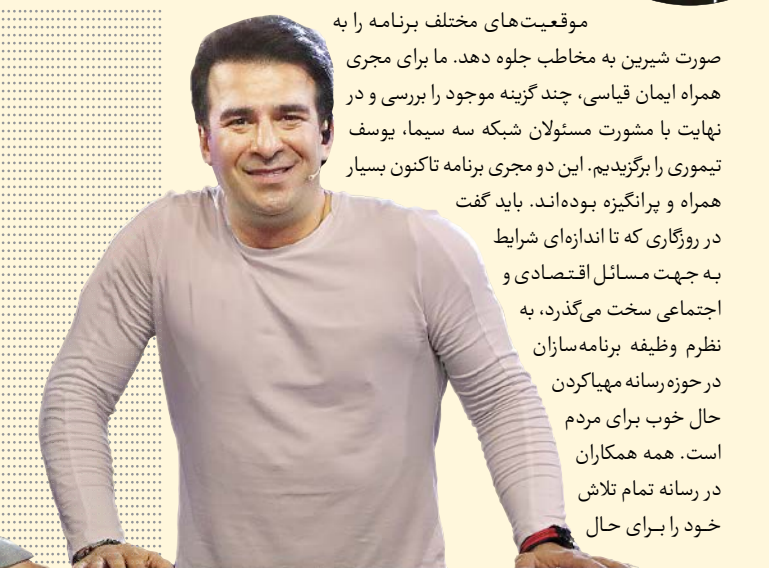 موقعیت‌های مختلف برنامه را به
صورت شیرین به مخاطب جلوه دهد. ما برای مجری
همراه ایمان قیاسی، چند گزینه موجود را بررسی و در
نهایت با مشورت مسئولان شبکه سه سیما، یوسف
تیموری را برگزیدیم. این دو مجری برنامه تاکنون بسیار
همراه و پرانگیزه بوده‌اند. باید گفت
در روزگاری که تا اندازه‌ای شرایط
به جهت مسائل اقتصادی و
اجتماعی سخت می‌گذرد، به
نظرم وظیفه برنامه‌سازان
در حوزه رسانه مهیاکردن
حال خوب برای مردم
است. همه همکاران
در رسانه تمام تلاش
خود را برای حال